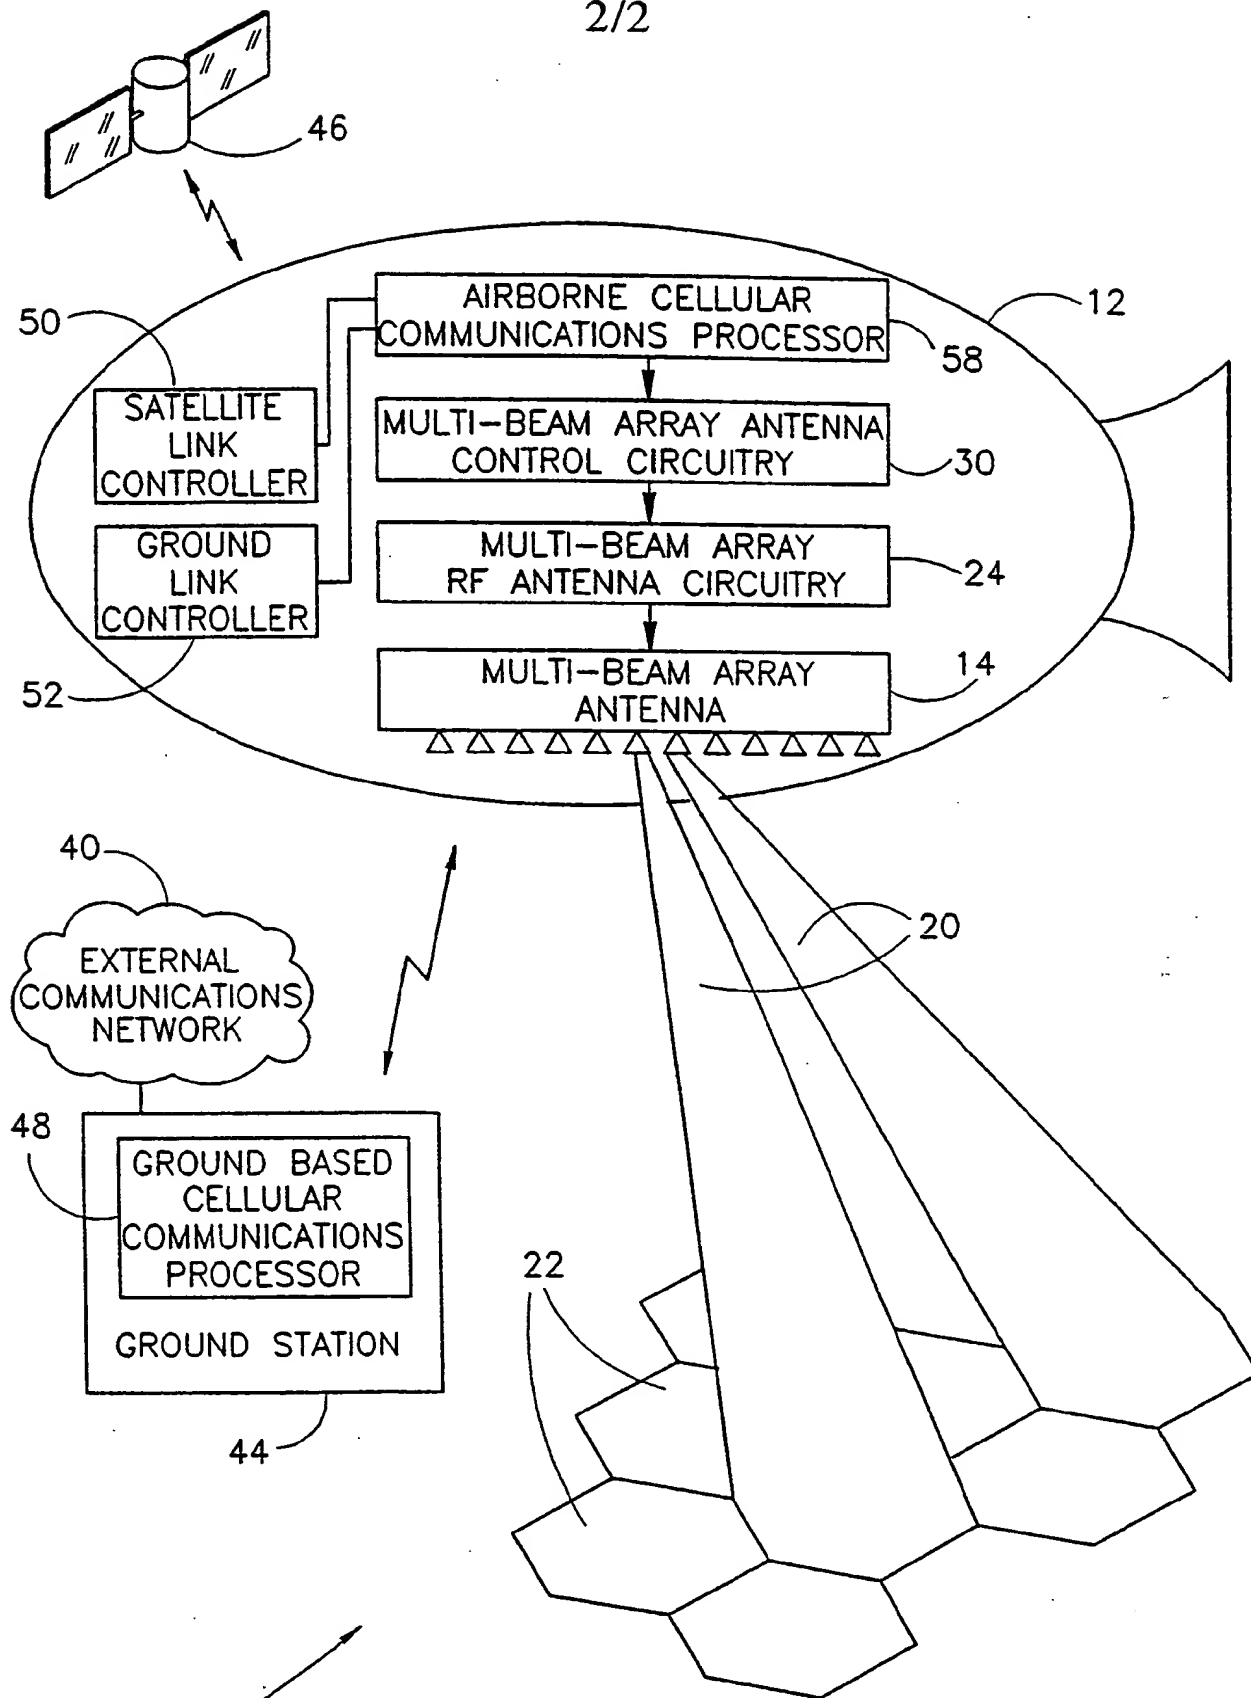 2/2
46
12
50
AIRBORNE CELLULAR
COMMUNICATIONS PROCESSOR
58
SATELLITE
LINK
CONTROLLER
MULTI-BEAM ARRAY ANTENNA
CONTROL CIRCUITRY
30
GROUND
LINK
CONTROLLER
MULTI-BEAM ARRAY
RF ANTENNA CIRCUITRY
24
52
MULTI-BEAM ARRAY
ANTENNA
14
40
EXTERNAL
COMMUNICATIONS
NETWORK
20
48
GROUND BASED
CELLULAR
COMMUNICATIONS
PROCESSOR
GROUND STATION
44
22